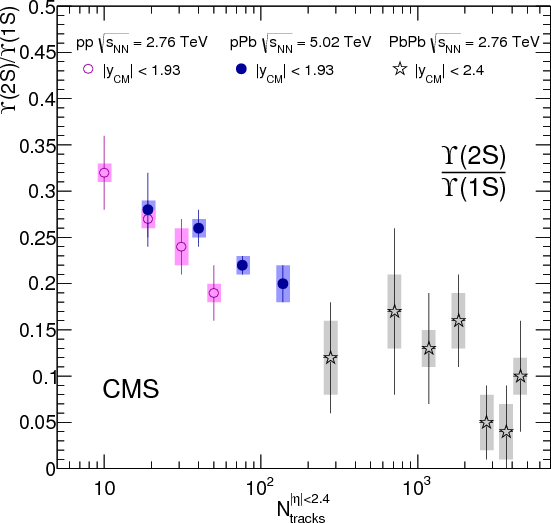 0.5
0.45
0.4
0.35
0.3
0.25
0.2
0.15
0.1
0.05
0
ϒ(2S)/ϒ(1S)
pp √sNN = 2.76 TeV pPb √sNN = 5.02 TeV PbPb √sNN = 2.76 TeV
|yCM| < 1.93 |yCM| < 1.93 |yCM| < 2.4
ϒ(2S)
ϒ(1S)
CMS
10 10² 10³
N|η|<2.4 tracks